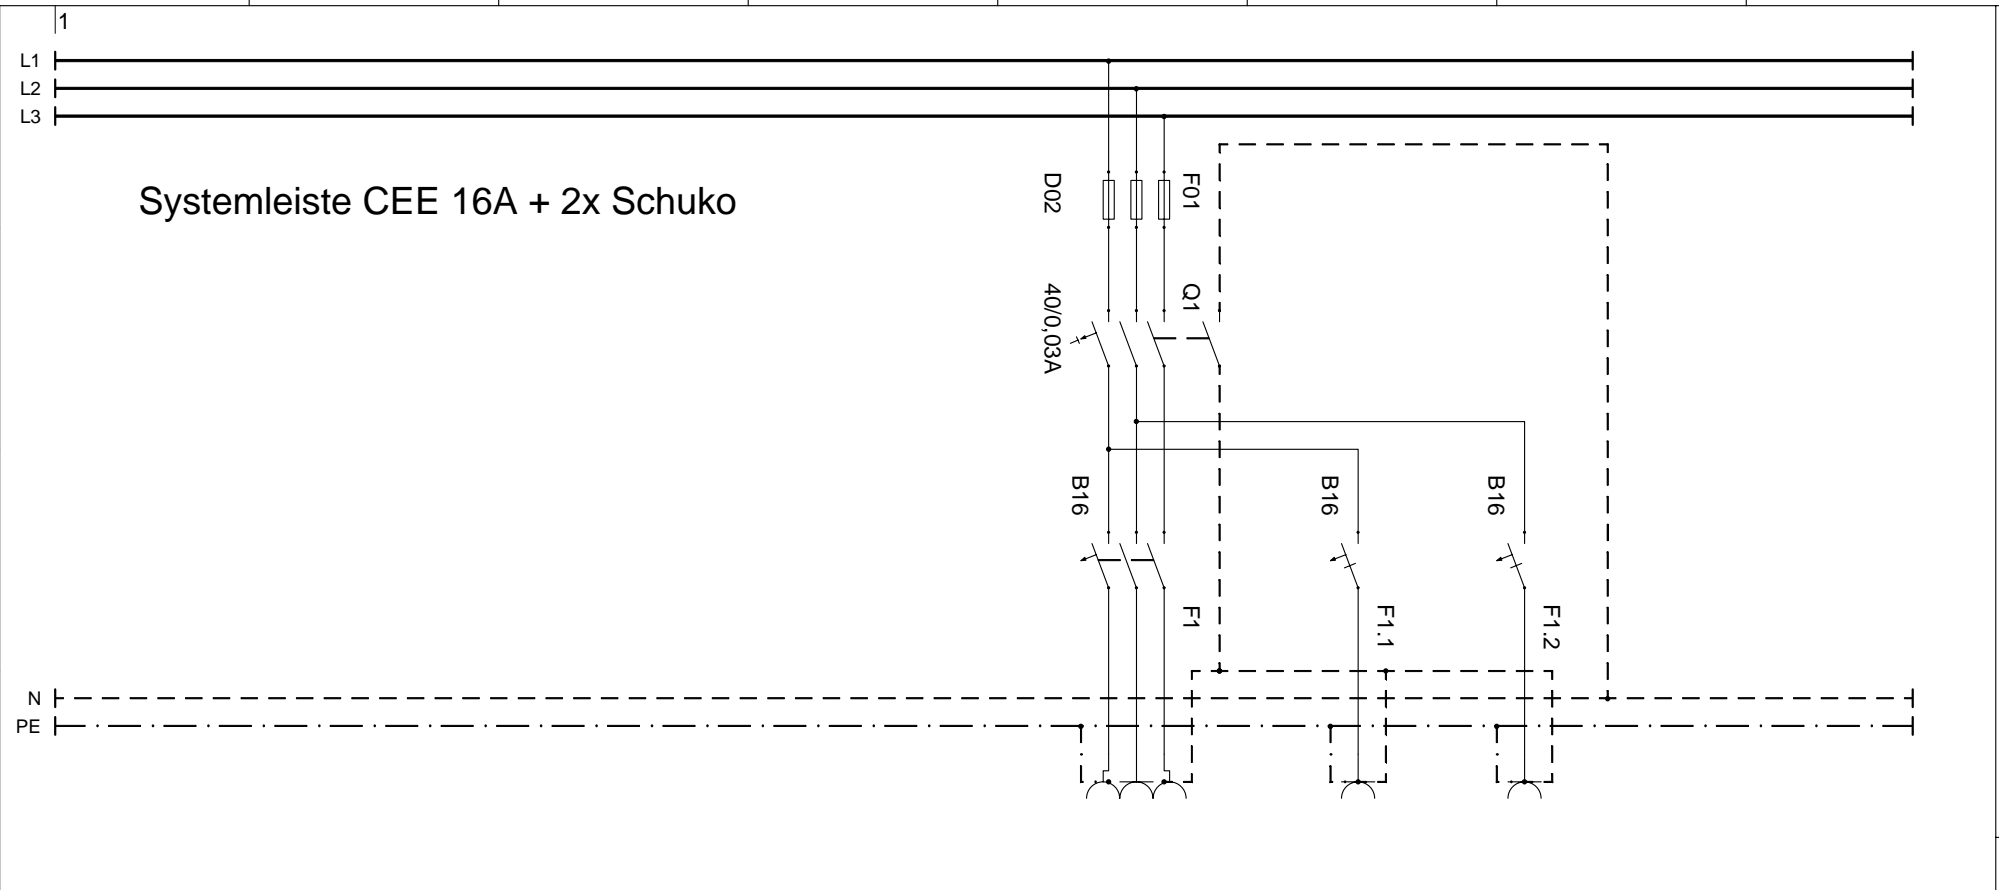 1
L1
L2
L3
Systemleiste CEE 16A + 2x Schuko
D02
F01
40/0,03A
Q1
B16
B16
B16
F1
F1.1
F1.2
N
PE